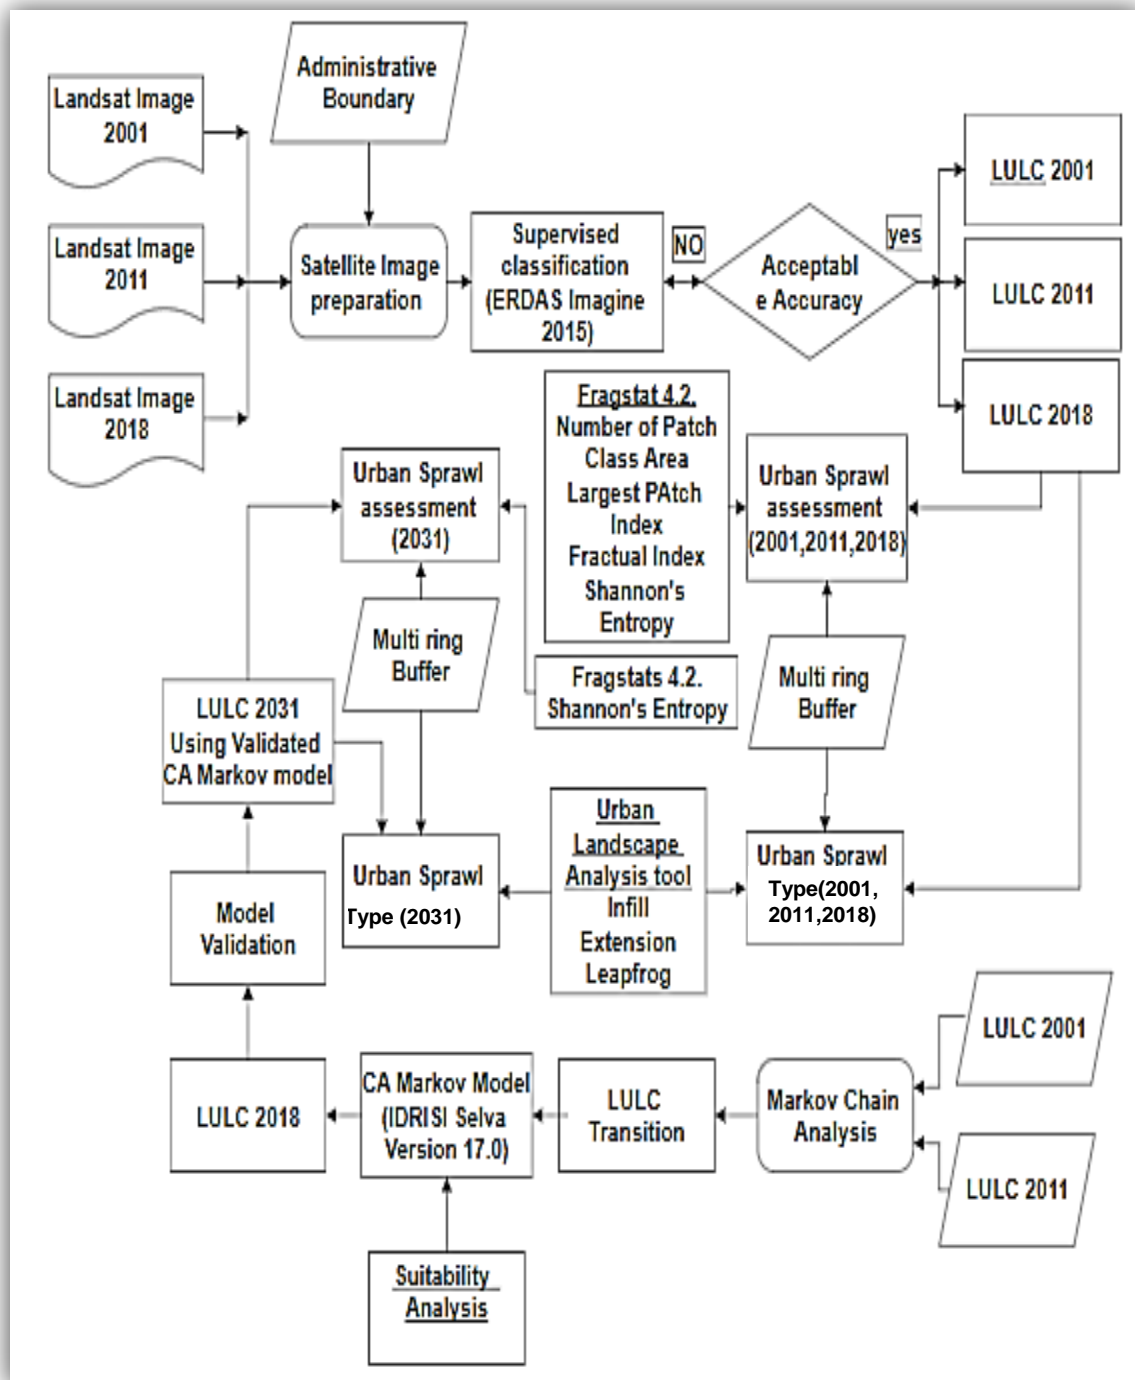 Administrative
Boundary
Landsat Image
2001
Landsat Image
2011
Landsat Image
2018
Satellite Image
preparation
Supervised
classification
(ERDAS Imagine
2015)
NO
Acceptabl
e Accuracy
yes
LULC 2001
LULC 2011
LULC 2018
Urban Sprawl
assessment
(2031)
Fragstat 4.2.
Number of Patch
Class Area
Largest PAtch
Index
Fractual Index
Shannon's
Entropy
Urban Sprawl
assessment
(2001,2011,2018)
Multi ring
Buffer
Fragstats 4.2.
Shannon's Entropy
Multi ring
Buffer
LULC 2031
Using Validated
CA Markov model
Urban Sprawl
Type (2031)
Urban
Landscape
Analysis tool
Infill
Extension
Leapfrog
Urban Sprawl
Type(2001,
2011,2018)
Model
Validation
LULC 2018
CA Markov Model
(IDRISI Selva
Version 17.0)
LULC
Transition
Markov Chain
Analysis
LULC 2001
LULC 2011
Suitability
Analysis